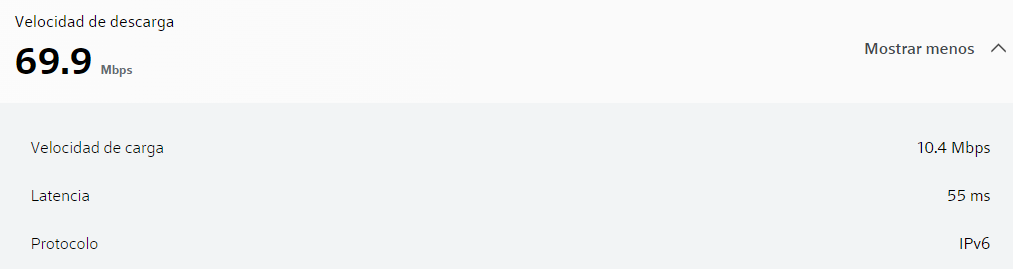 Velocidad de descarga
69.9 Mbps
Mostrar menos
Velocidad de carga 10.4 Mbps
Latencia 55 ms
Protocolo IPv6